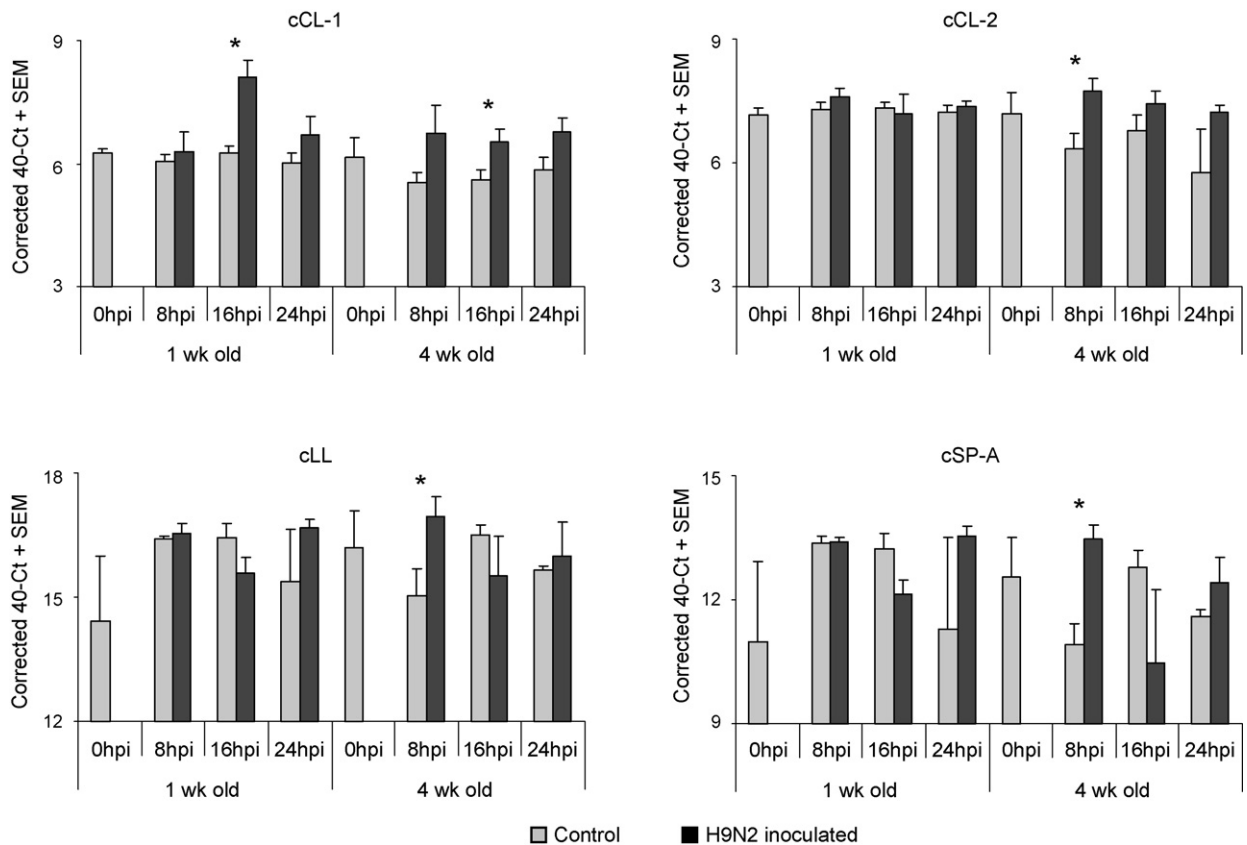 cCL-1
Corrected 40-Ct + SEM
9
6
3
*
*
0hpi 8hpi 16hpi 24hpi 0hpi 8hpi 16hpi 24hpi
1 wk old 4 wk old
cCL-2
Corrected 40-Ct + SEM
9
6
3
*
0hpi 8hpi 16hpi 24hpi 0hpi 8hpi 16hpi 24hpi
1 wk old 4 wk old
cLL
Corrected 40-Ct + SEM
18
15
12
*
0hpi 8hpi 16hpi 24hpi 0hpi 8hpi 16hpi 24hpi
1 wk old 4 wk old
cSP-A
Corrected 40-Ct + SEM
15
12
9
*
0hpi 8hpi 16hpi 24hpi 0hpi 8hpi 16hpi 24hpi
1 wk old 4 wk old
Control H9N2 inoculated